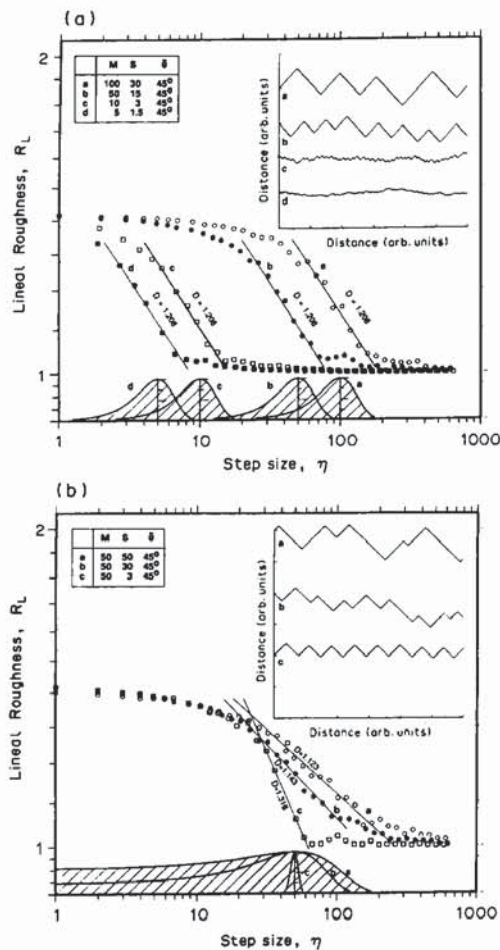 (a)
2
M S θ̄
a 100 30 45°
b 50 15 45°
c 10 3 45°
d 5 1.5 45°
Distance (arb. units)
a
b
c
d
Distance (arb. units)
Lineal Roughness, R_L
d
c
b
a
D = 1.206
D = 1.206
D = 1.206
D = 1.206
1
d
c
b
a
1 10 100 1000
Step size, η
(b)
2
M S θ̄
a 50 50 45°
b 50 30 45°
c 50 3 45°
Distance (arb. units)
a
b
c
Distance (arb. units)
Lineal Roughness, R_L
D=1.123
D=1.143
D=1.316
c
b
a
1
c
b
a
1 10 100 1000
Step size, η